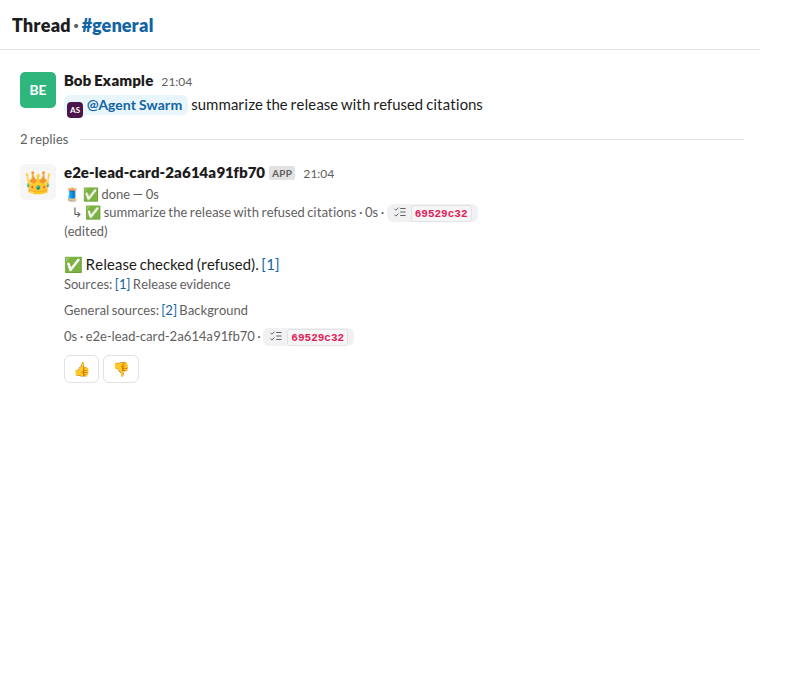 Thread · #general
BE
Bob Example 21:04
AS @Agent Swarm summarize the release with refused citations
2 replies
e2e-lead-card-2a614a91fb70 APP 21:04
🧵 ✅ done — 0s
↳ ✅ summarize the release with refused citations · 0s · 69529c32
(edited)
✅ Release checked (refused). [1]
Sources: [1] Release evidence
General sources: [2] Background
0s · e2e-lead-card-2a614a91fb70 · 69529c32
👍 👎